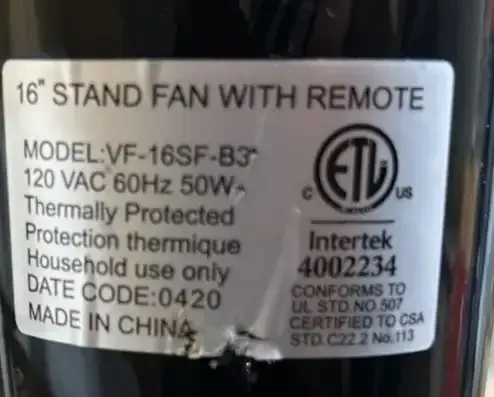 16" STAND FAN WITH REMOTE
MODEL:VF-16SF-B3
120 VAC 60Hz 50W
Thermally Protected
Protection thermique
Household use only
DATE CODE:0420
MADE IN CHINA
ETL
C US
Intertek
4002234
CONFORMS TO
UL STD NO 507
CERTIFIED TO CSA
STD. C22.2 No.113